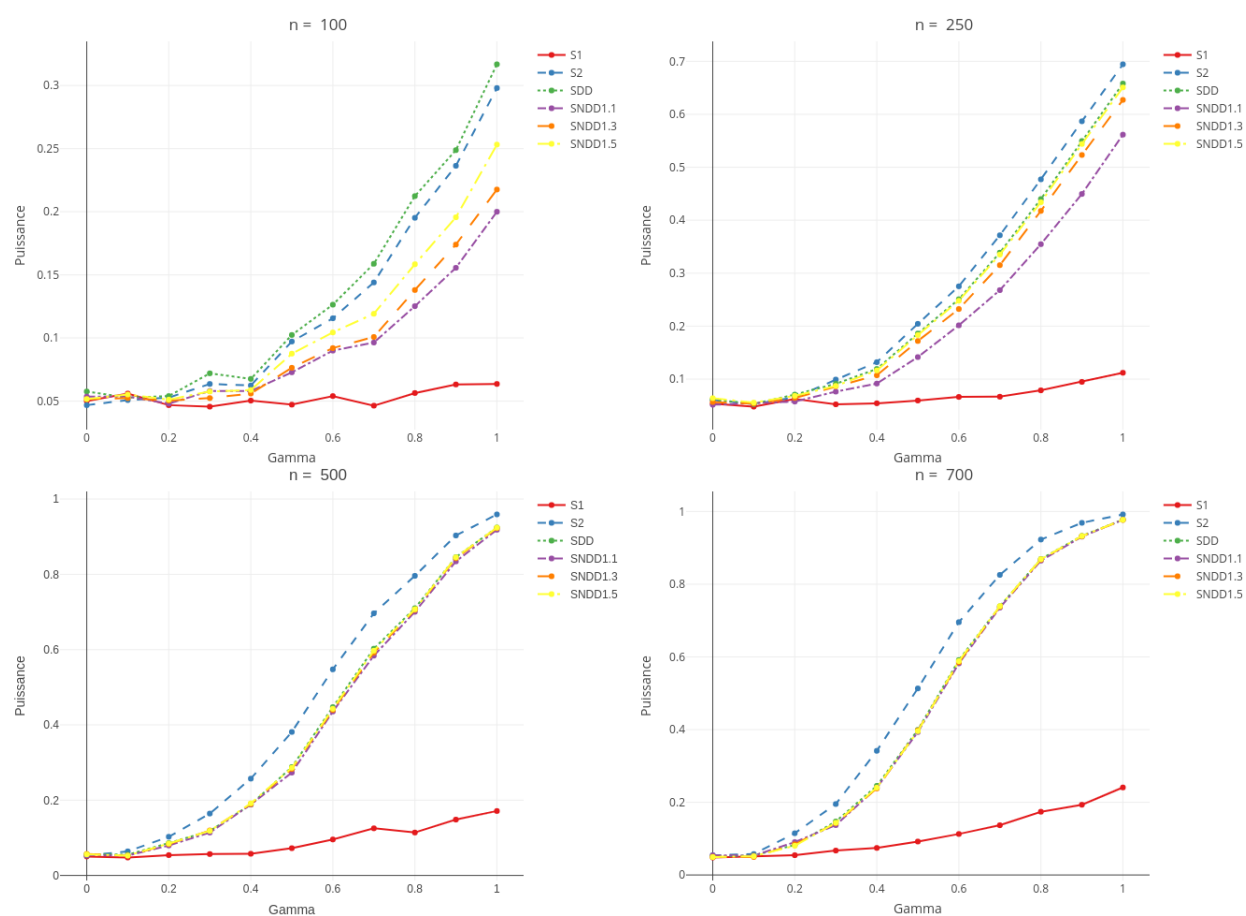 n = 100
S1
S2
SDD
SNDD1.1
SNDD1.3
SNDD1.5
Puissance
0.3
0.25
0.2
0.15
0.1
0.05
0 0.2 0.4 0.6 0.8 1
Gamma
n = 250
S1
S2
SDD
SNDD1.1
SNDD1.3
SNDD1.5
Puissance
0.7
0.6
0.5
0.4
0.3
0.2
0.1
0 0.2 0.4 0.6 0.8 1
Gamma
n = 500
S1
S2
SDD
SNDD1.1
SNDD1.3
SNDD1.5
Puissance
1
0.8
0.6
0.4
0.2
0
0 0.2 0.4 0.6 0.8 1
Gamma
n = 700
S1
S2
SDD
SNDD1.1
SNDD1.3
SNDD1.5
Puissance
1
0.8
0.6
0.4
0.2
0
0 0.2 0.4 0.6 0.8 1
Gamma